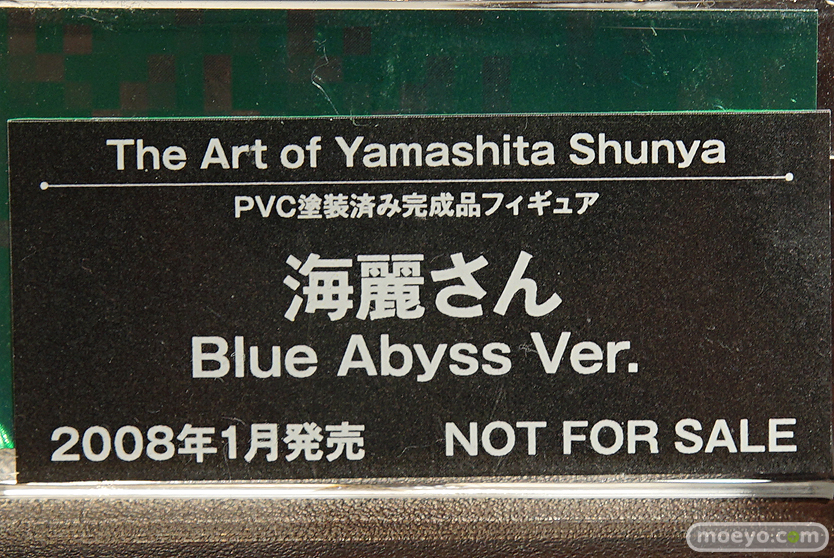 The Art of Yamashita Shunya
PVC塗装済み完成品フィギュア
海麗さん
Blue Abyss Ver.
2008年1月発売 NOT FOR SALE
moeyo.com